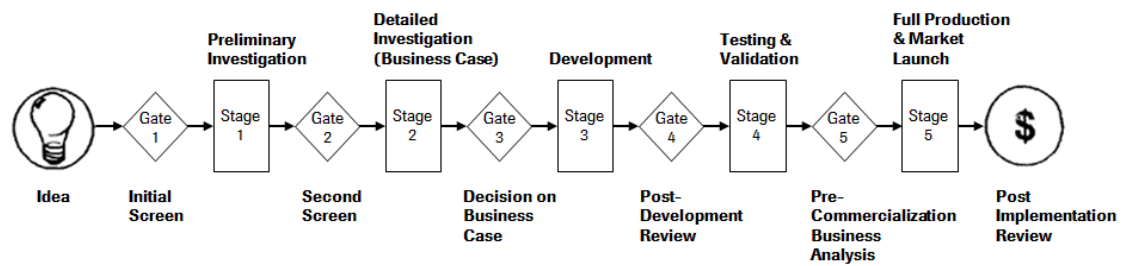 Preliminary
Investigation
Detailed
Investigation
(Business Case)
Development
Testing &
Validation
Full Production
& Market
Launch
Gate
1
Stage
1
Gate
2
Stage
2
Gate
3
Stage
3
Gate
4
Stage
4
Gate
5
Stage
5
$
Idea
Initial
Screen
Second
Screen
Decision on
Business
Case
Post-
Development
Review
Pre-
Commercialization
Business
Analysis
Post
Implementation
Review